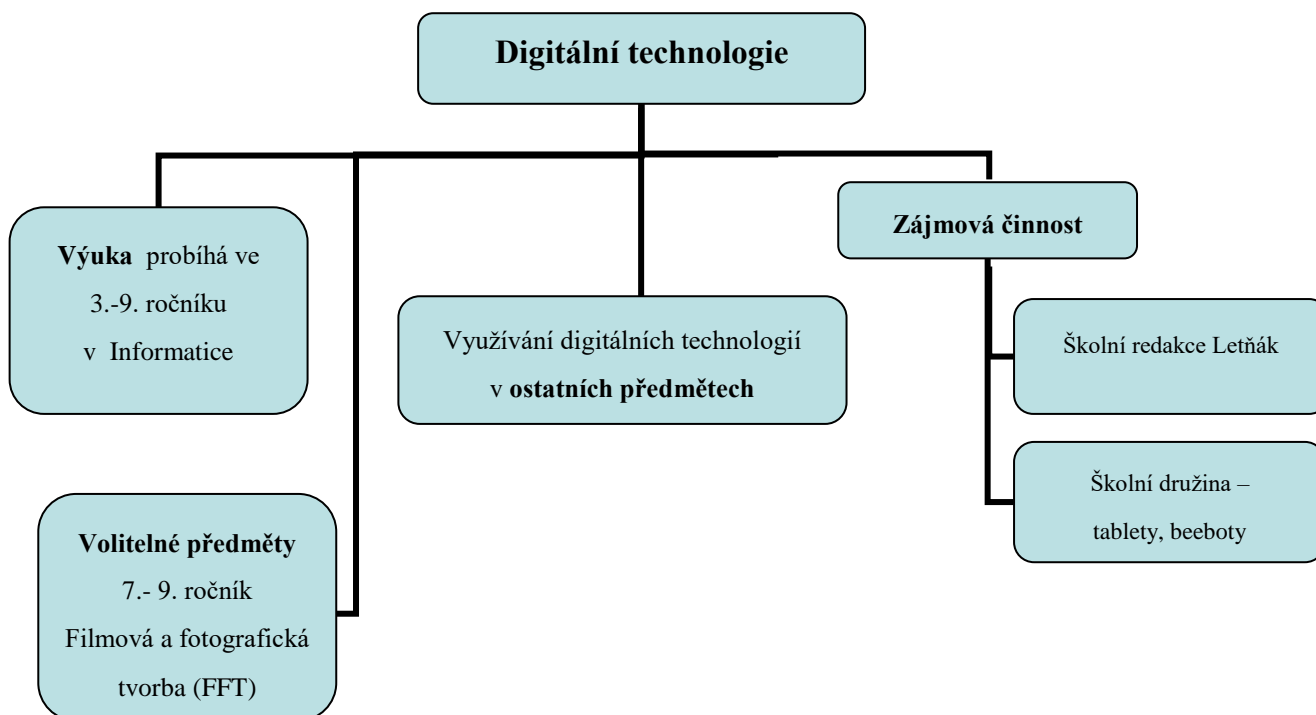 Digitální technologie
Výuka probíhá ve
3.-9. ročníku
v Informatice
Volitelné předměty
7.- 9. ročník
Filmová a fotografická
tvorba (FFT)
Využívání digitálních technologií
v ostatních předmětech
Zájmová činnost
Školní redakce Letňák
Školní družina –
tablety, beeboty